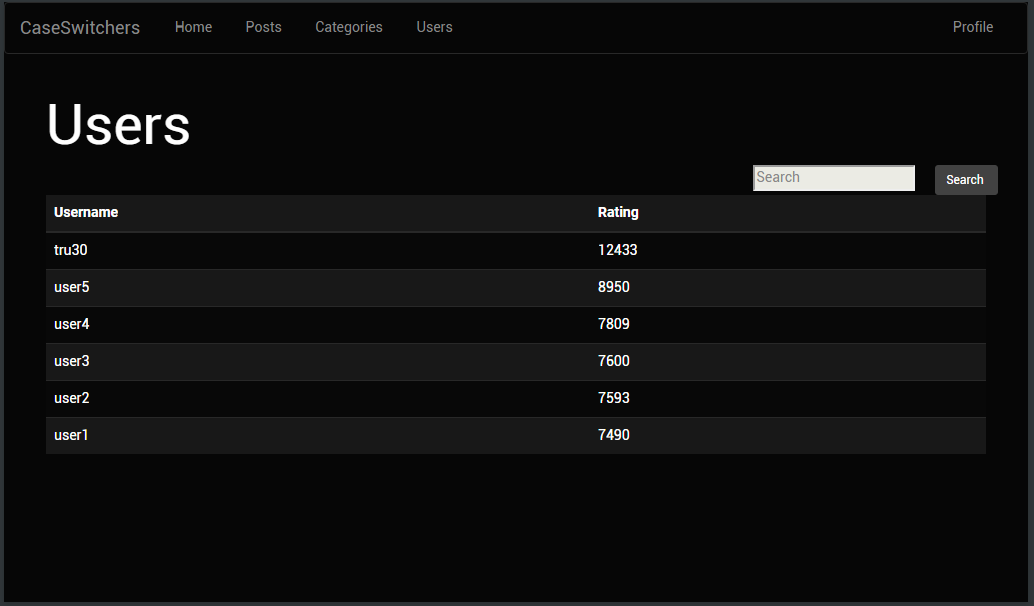 CaseSwitchers Home Posts Categories Users Profile
Users
Search Search
Username Rating
tru30 12433
user5 8950
user4 7809
user3 7600
user2 7593
user1 7490